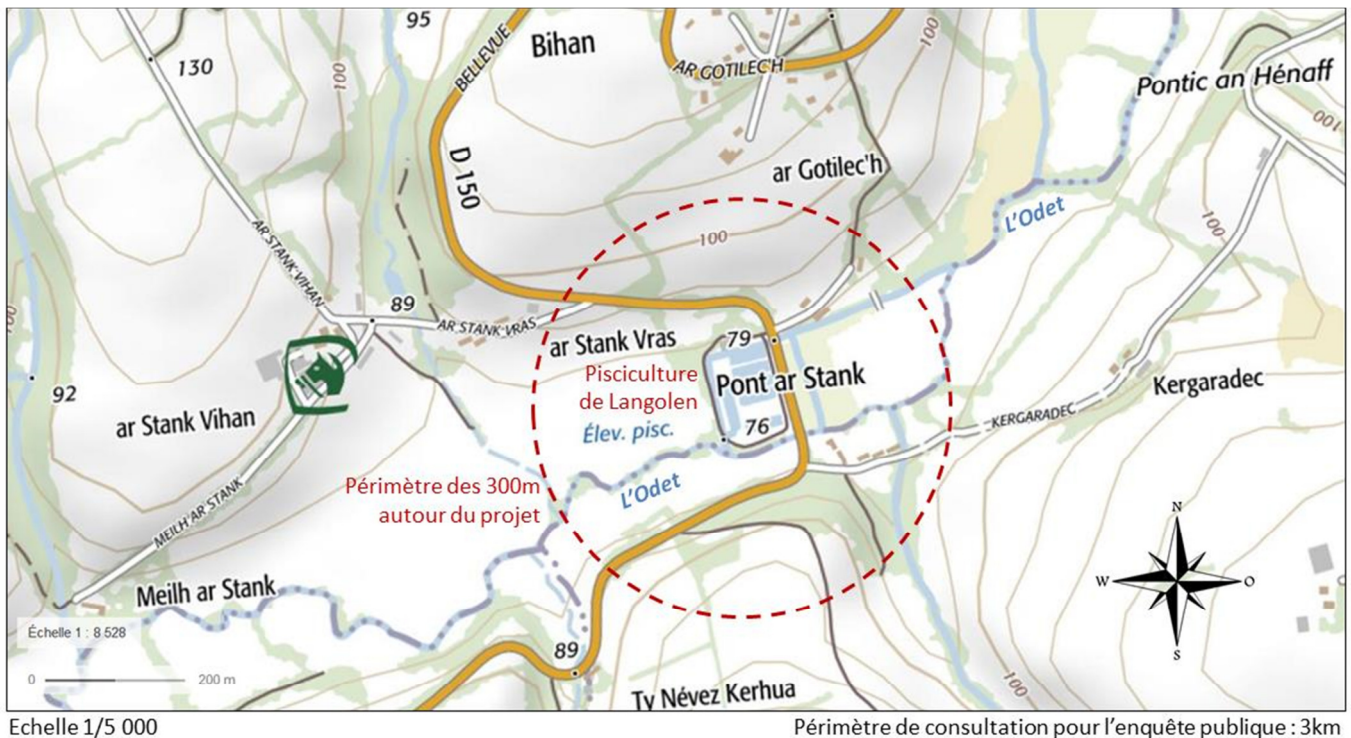 95
Bihan
BELLEVUE
130
100
AR GOTILEC'H
100
Pontic an Hénaff
100
D 150
ar Gotilec'h
L'Odet
100
100
AR STANK VIHAN
89
AR STANK VRAS
ar Stank Vras
79
Pisciculture
de Langolen
Élev. pisc.
Pont ar Stank
76
Kergaradec
KERGARADEC
100
92
ar Stank Vihan
MEILH AR STANK
Périmètre des 300m
autour du projet
L'Odet
Meilh ar Stank
N
W
O
S
Échelle 1 : 8 528
0 200 m
89
Ty Névez Kerhua
100
Echelle 1/5 000
Périmètre de consultation pour l'enquête publique : 3km